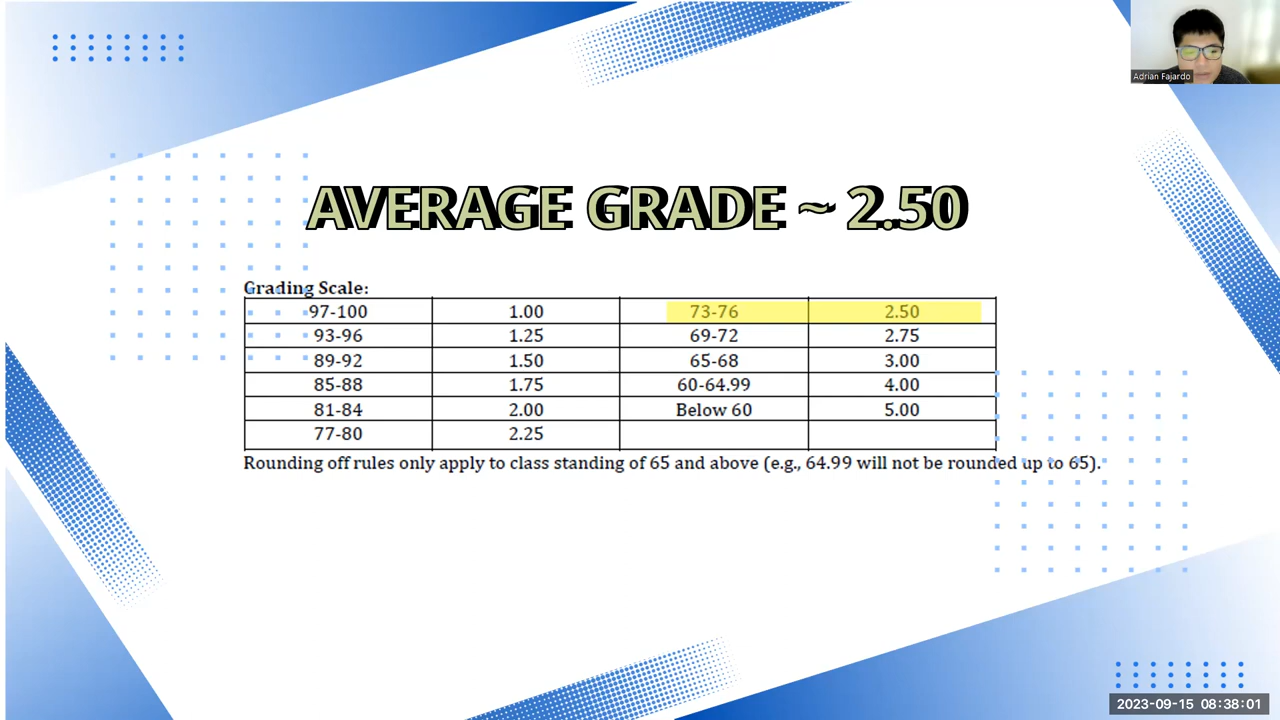 Adrian Fajardo
AVERAGE GRADE ~ 2.50
Grading Scale:
97-100 1.00 73-76 2.50
93-96 1.25 69-72 2.75
89-92 1.50 65-68 3.00
85-88 1.75 60-64.99 4.00
81-84 2.00 Below 60 5.00
77-80 2.25
Rounding off rules only apply to class standing of 65 and above (e.g., 64.99 will not be rounded up to 65).
2023-09-15 08:38:01